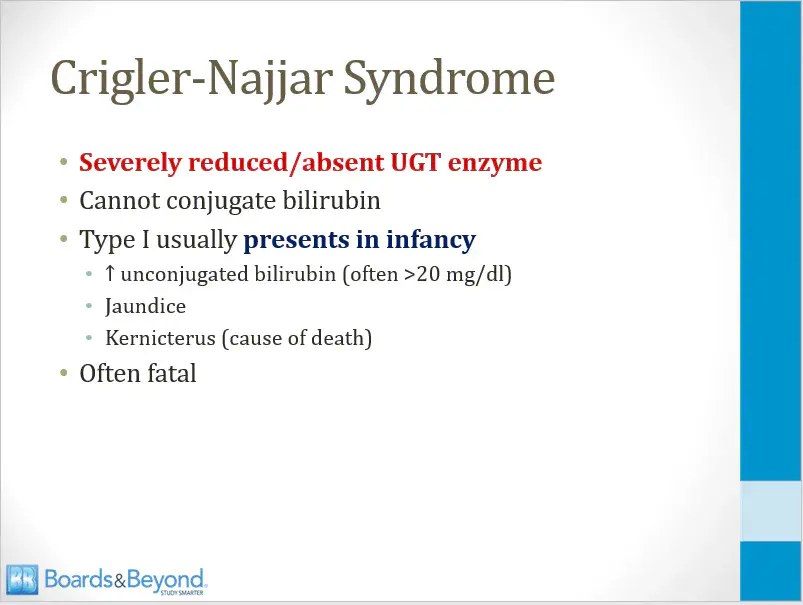 Crigler-Najjar Syndrome
• Severely reduced/absent UGT enzyme
• Cannot conjugate bilirubin
• Type I usually presents in infancy
• ↑ unconjugated bilirubin (often >20 mg/dl)
• Jaundice
• Kernicterus (cause of death)
• Often fatal
BB Boards&Beyond.
STUDY SMARTER